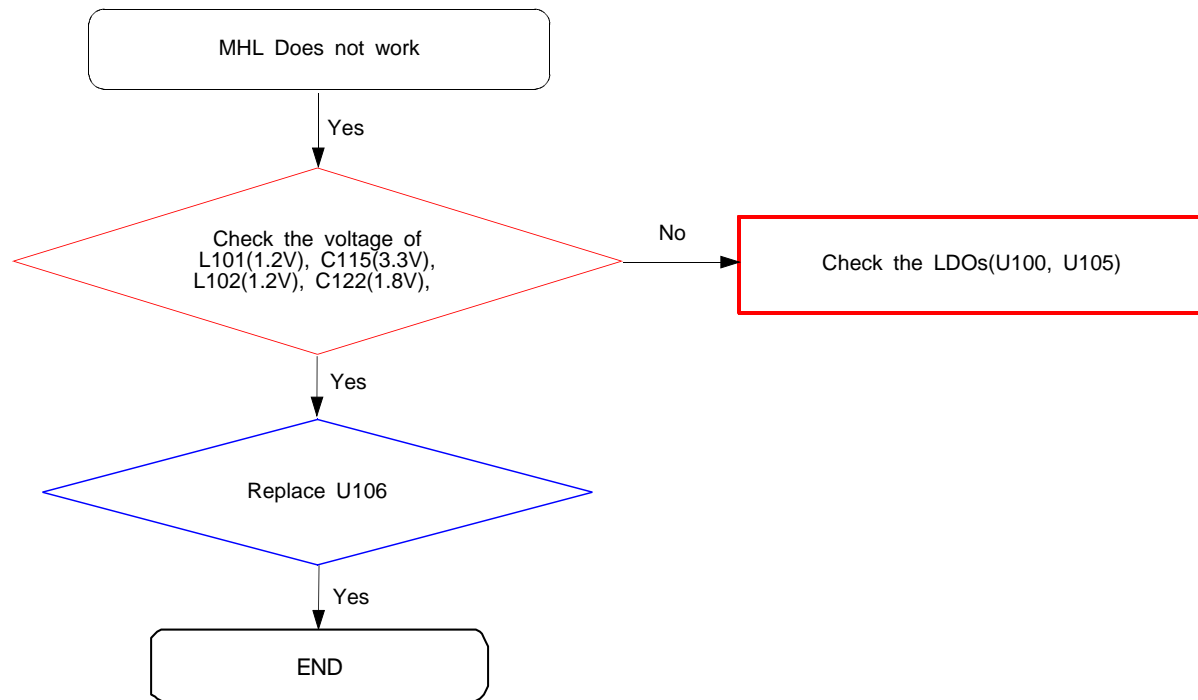 MHL Does not work
Yes
Check the voltage of
L101(1.2V), C115(3.3V),
L102(1.2V), C122(1.8V),
No
Check the LDOs(U100, U105)
Yes
Replace U106
Yes
END